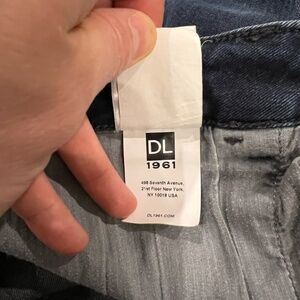 DL
1961
498 Seventh Avenue,
21st Floor New York,
NY 10018 USA
DL1961.COM